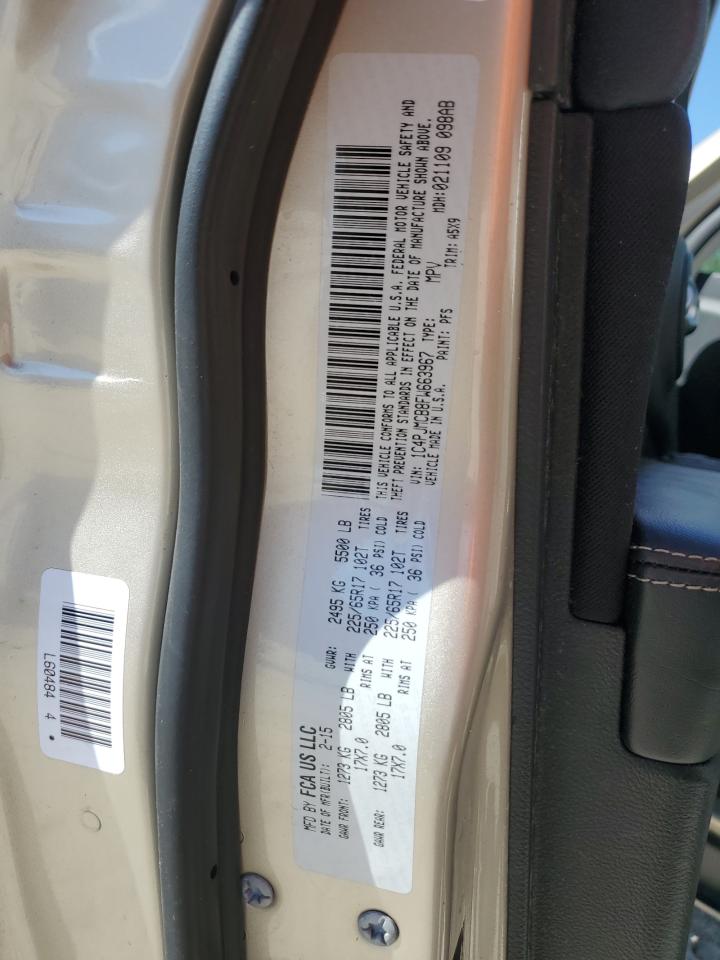 MFD BY FCA US LLC
DATE OF MFR(BUILT): 2-15 GVWR: 2495 KG 5500 LB
GAWR FRONT: 1273 KG 2805 LB WITH 225/65R17 102T TIRES
17X7.0 RIMS AT 250 KPA ( 36 PSI) COLD
GAWR REAR: 1273 KG 2805 LB WITH 225/65R17 102T TIRES
17X7.0 RIMS AT 250 KPA ( 36 PSI) COLD
THIS VEHICLE CONFORMS TO ALL APPLICABLE U.S.A. FEDERAL MOTOR VEHICLE SAFETY AND
THEFT PREVENTION STANDARDS IN EFFECT ON THE DATE OF MANUFACTURE SHOWN ABOVE.
VIN: 1C4PJMCB8FW663967 TYPE: MPV MDH:021109 098AB
VEHICLE MADE IN U.S.A. PAINT: PFS TRIM: A5X9
L60484 4 *